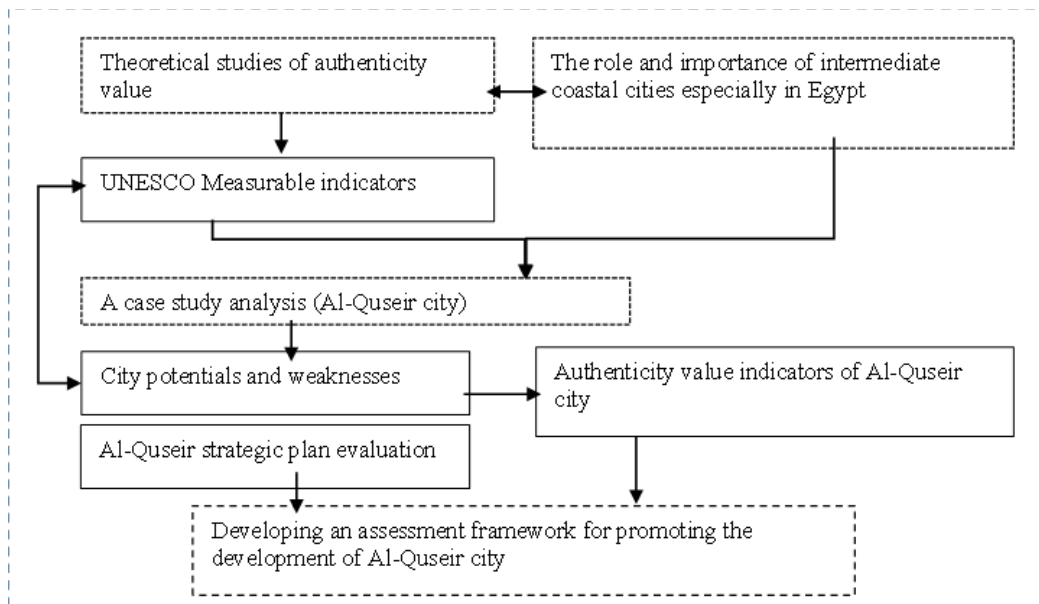 Theoretical studies of authenticity
value
The role and importance of intermediate
coastal cities especially in Egypt
UNESCO Measurable indicators
A case study analysis (Al-Quseir city)
City potentials and weaknesses
Authenticity value indicators of Al-Quseir
city
Al-Quseir strategic plan evaluation
Developing an assessment framework for promoting the
development of Al-Quseir city